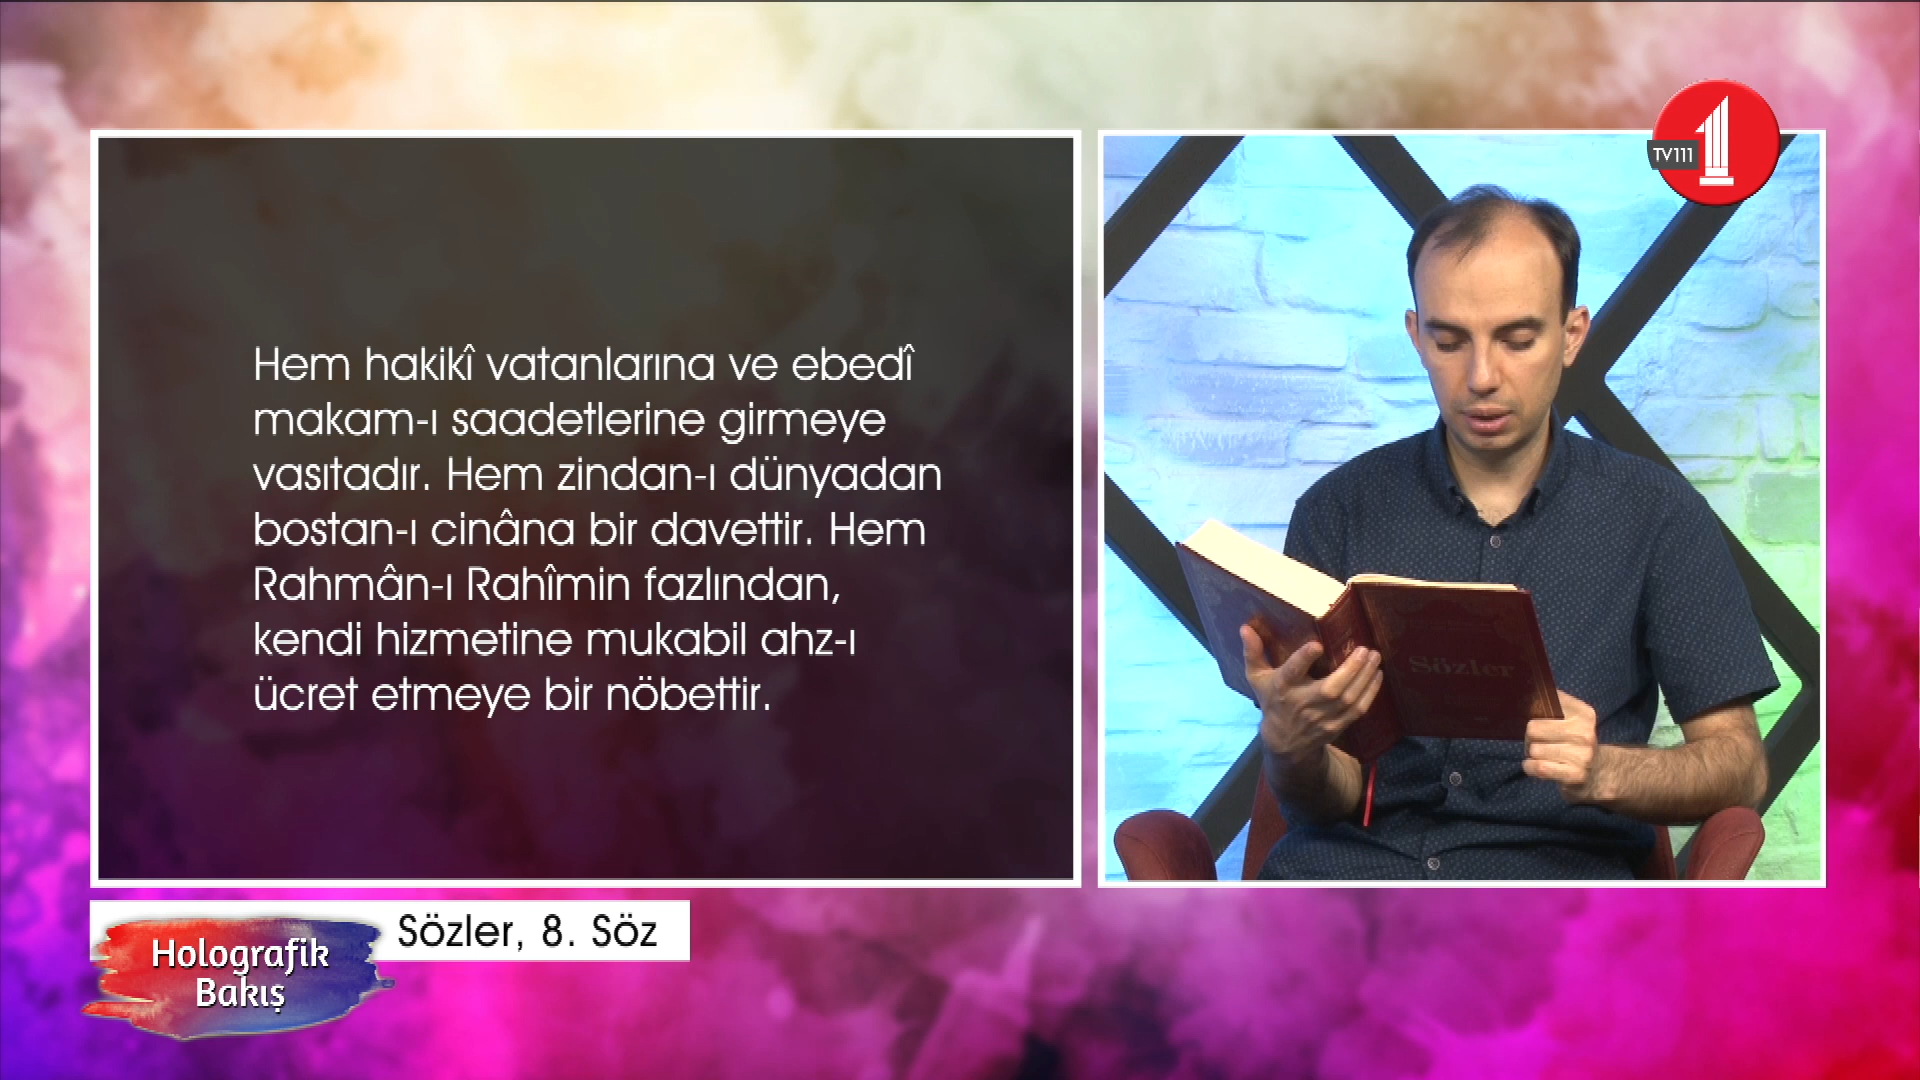 TV111
Hem hakikî vatanlarına ve ebedî
makam-ı saadetlerine girmeye
vasıtadır. Hem zindan-ı dünyadan
bostan-ı cinâna bir davettir. Hem
Rahmân-ı Rahîmin fazlından,
kendi hizmetine mukabil ahz-ı
ücret etmeye bir nöbettir.
Sözler
Sözler, 8. Söz
Holografik
Bakış